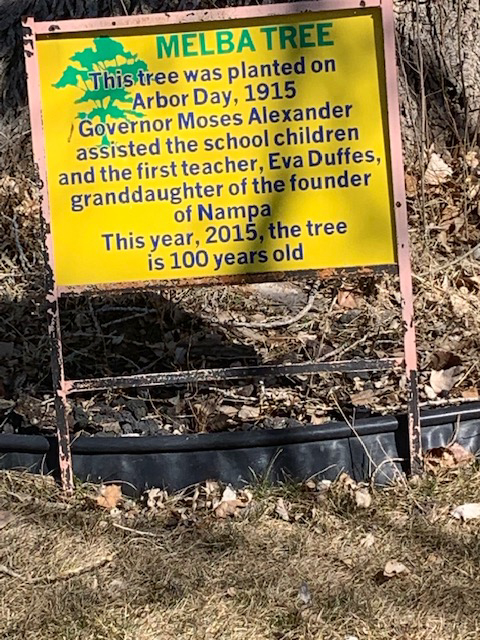 MELBA TREE
This tree was planted on
Arbor Day, 1915
Governor Moses Alexander
assisted the school children
and the first teacher, Eva Duffes,
granddaughter of the founder
of Nampa
This year, 2015, the tree
is 100 years old